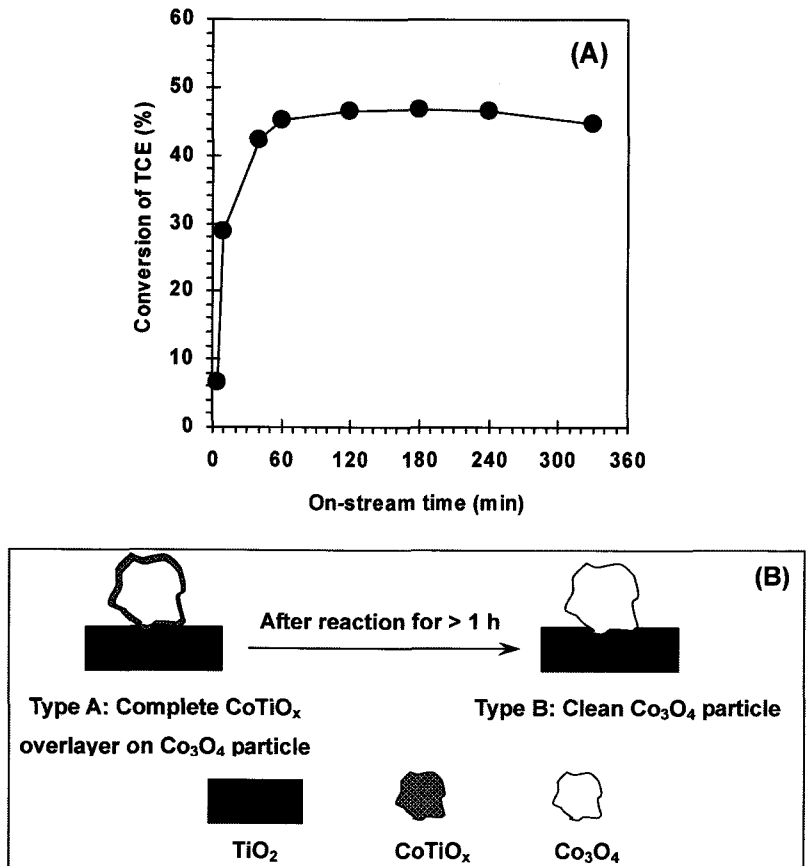 (A)
60
50
40
30
20
10
0
Conversion of TCE (%)
0 60 120 180 240 300 360
On-stream time (min)
(B)
After reaction for > 1 h
Type A: Complete CoTiOₓ
overlayer on Co₃O₄ particle
Type B: Clean Co₃O₄ particle
TiO₂ CoTiOₓ Co₃O₄